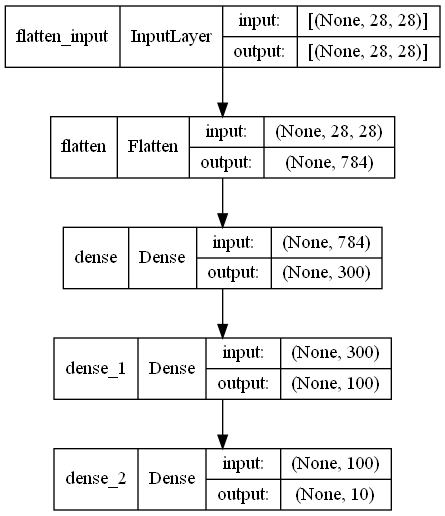 flatten_input InputLayer input: [(None, 28, 28)]
output: [(None, 28, 28)]
flatten Flatten input: (None, 28, 28)
output: (None, 784)
dense Dense input: (None, 784)
output: (None, 300)
dense_1 Dense input: (None, 300)
output: (None, 100)
dense_2 Dense input: (None, 100)
output: (None, 10)